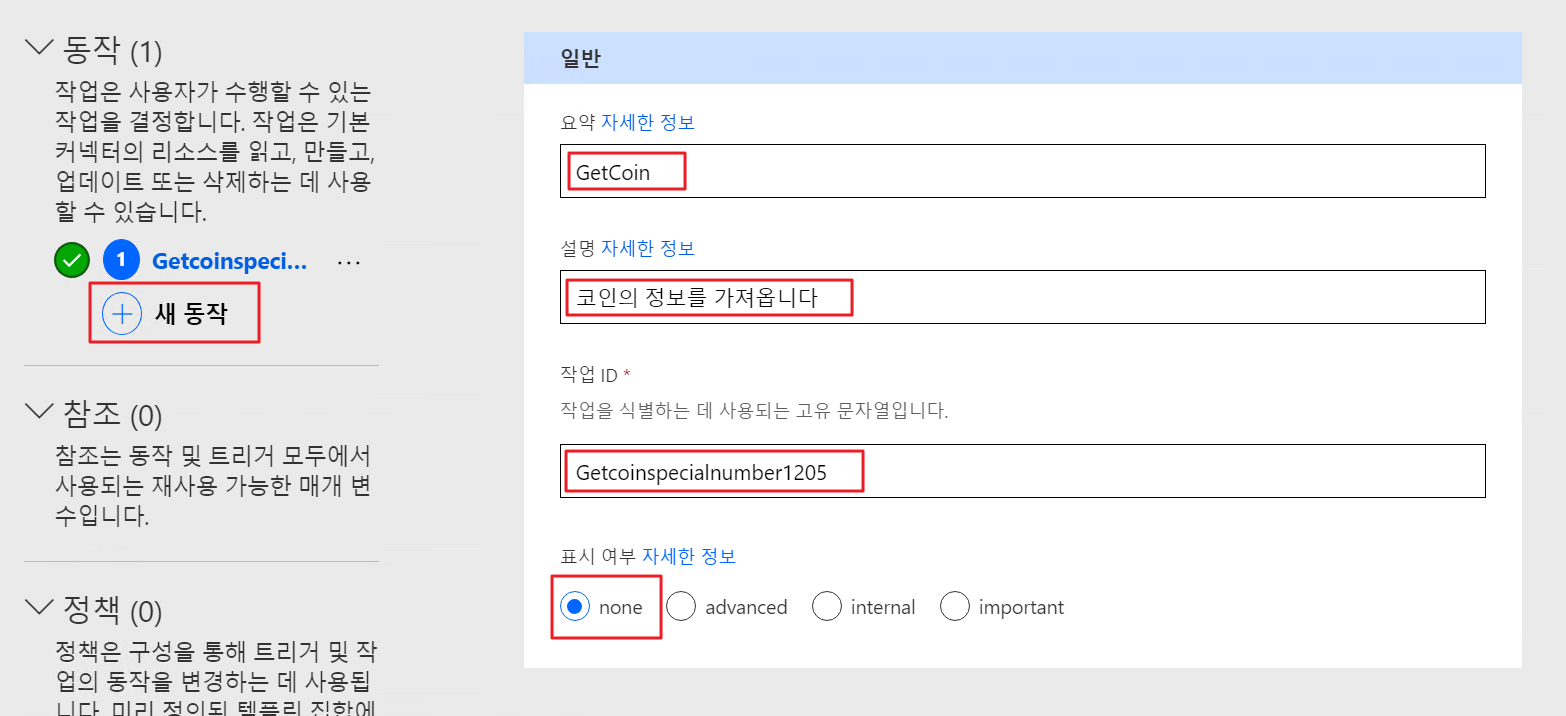 동작 (1)
작업은 사용자가 수행할 수 있는
작업을 결정합니다. 작업은 기본
커넥터의 리소스를 읽고, 만들고,
업데이트 또는 삭제하는 데 사용
할 수 있습니다.
1 Getcoinspeci... ...
새 동작
참조 (0)
참조는 동작 및 트리거 모두에서
사용되는 재사용 가능한 매개 변
수입니다.
정책 (0)
정책은 구성을 통해 트리거 및 작
업의 동작을 변경하는 데 사용됩
니다. 미리 정의된 템플릿 집합에
일반
요약 자세한 정보
GetCoin
설명 자세한 정보
코인의 정보를 가져옵니다
작업 ID *
작업을 식별하는 데 사용되는 고유 문자열입니다.
Getcoinspecialnumber1205
표시 여부 자세한 정보
none advanced internal important